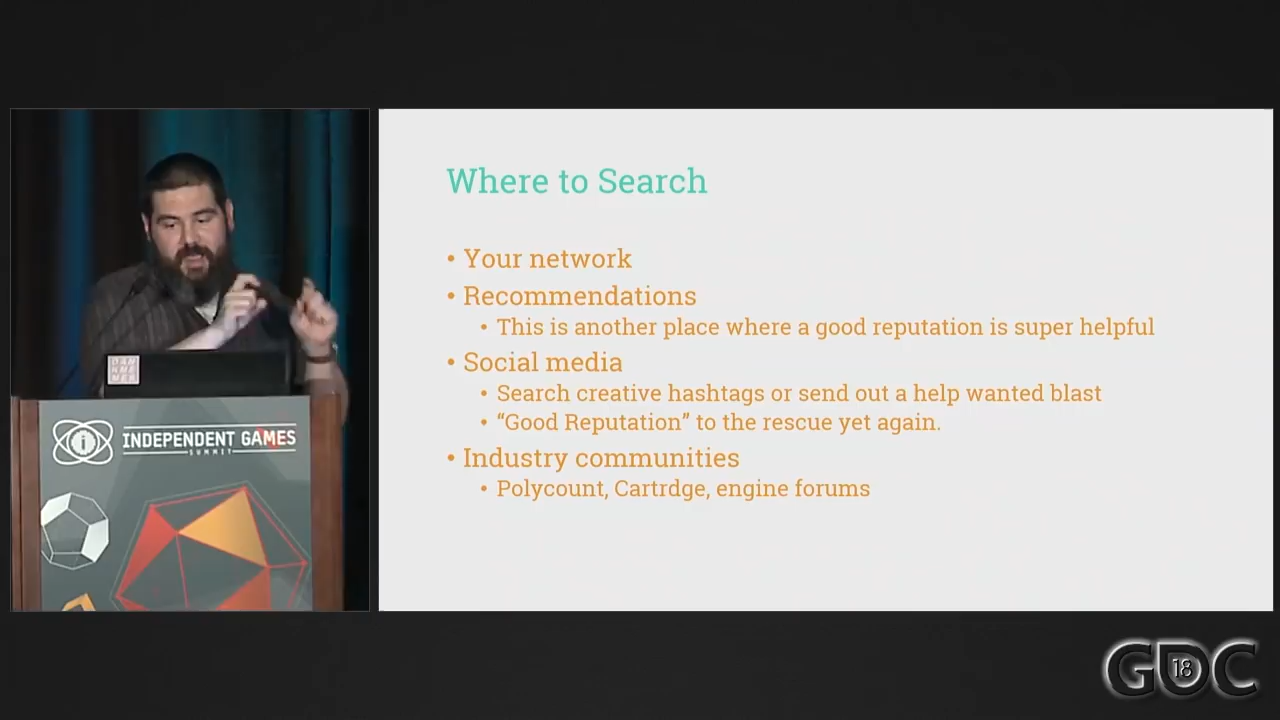 Where to Search
• Your network
• Recommendations
• This is another place where a good reputation is super helpful
• Social media
• Search creative hashtags or send out a help wanted blast
• “Good Reputation” to the rescue yet again.
• Industry communities
• Polycount, Cartrdge, engine forums
INDEPENDENT GAMES
SUMMIT
GDC
18